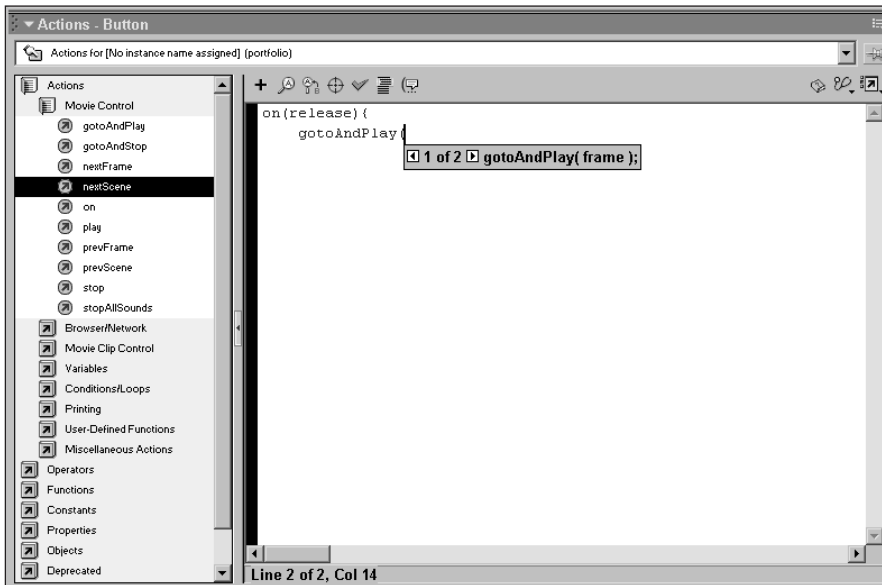 Actions - Button
Actions for [No instance name assigned] (portfolio)
Actions
Movie Control
gotoAndPlay
gotoAndStop
nextFrame
nextScene
on
play
prevFrame
prevScene
stop
stopAllSounds
Browser/Network
Movie Clip Control
Variables
Conditions/Loops
Printing
User-Defined Functions
Miscellaneous Actions
Operators
Functions
Constants
Properties
Objects
Deprecated
on(release){
gotoAndPlay(
1 of 2 gotoAndPlay( frame );
Line 2 of 2, Col 14